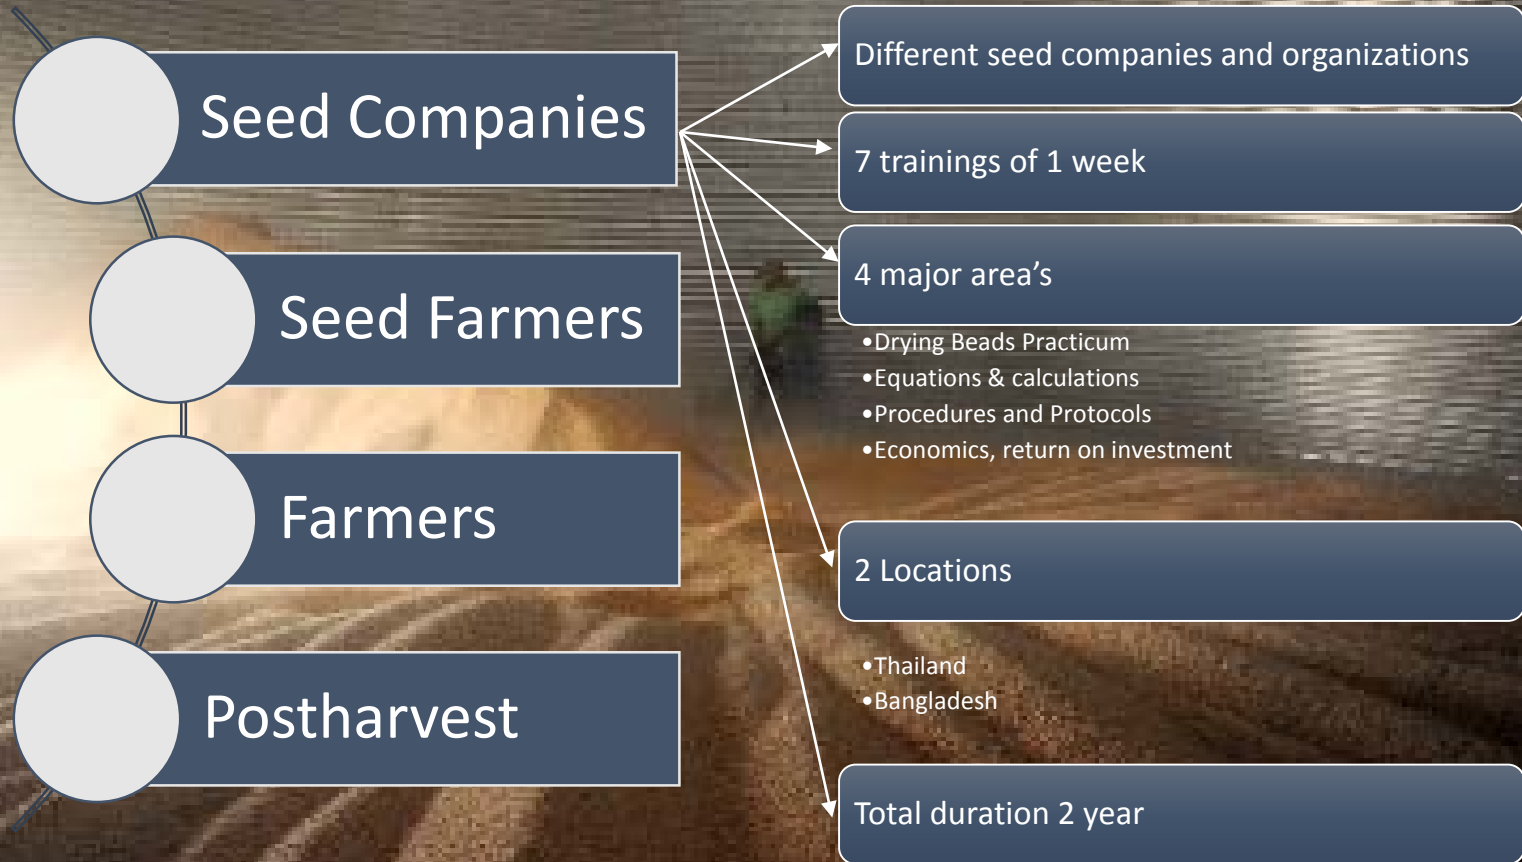 Seed Companies
Seed Farmers
Farmers
Postharvest
Different seed companies and organizations
7 trainings of 1 week
4 major area’s
•Drying Beads Practicum
•Equations & calculations
•Procedures and Protocols
•Economics, return on investment
2 Locations
•Thailand
•Bangladesh
Total duration 2 year